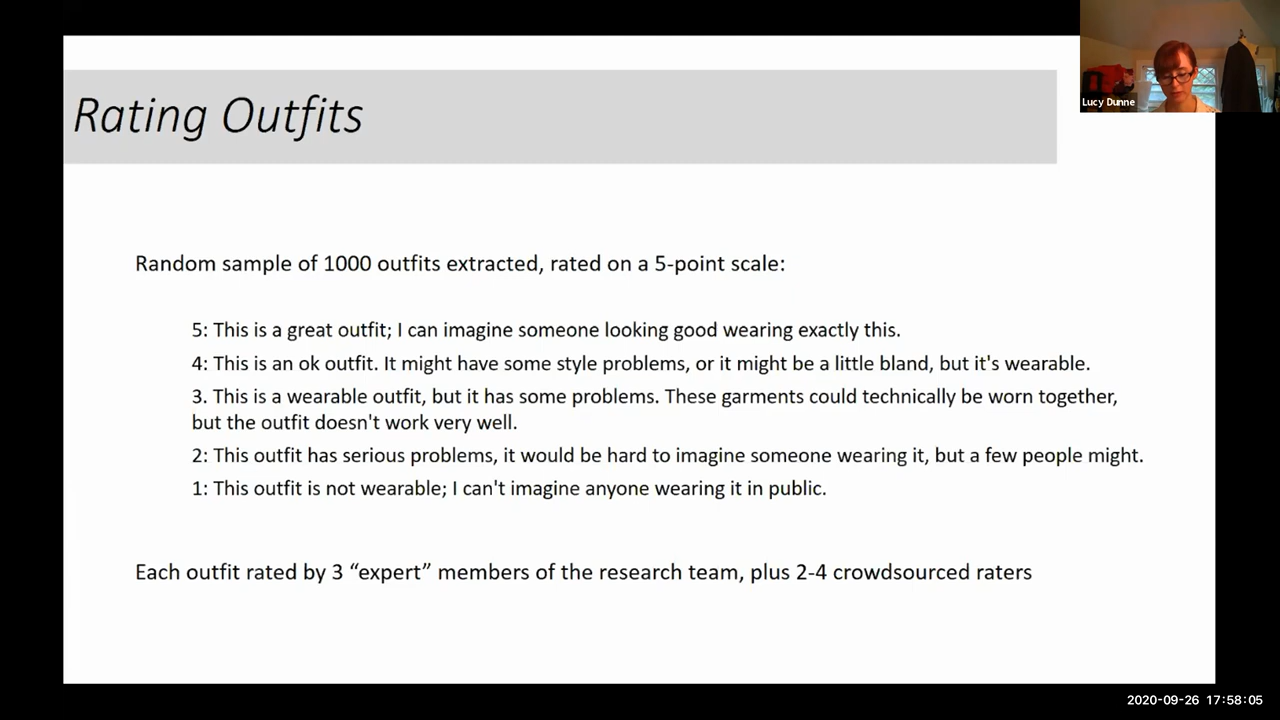 Rating Outfits
Lucy Dunne
Random sample of 1000 outfits extracted, rated on a 5-point scale:
5: This is a great outfit; I can imagine someone looking good wearing exactly this.
4: This is an ok outfit. It might have some style problems, or it might be a little bland, but it's wearable.
3. This is a wearable outfit, but it has some problems. These garments could technically be worn together,
but the outfit doesn't work very well.
2: This outfit has serious problems, it would be hard to imagine someone wearing it, but a few people might.
1: This outfit is not wearable; I can't imagine anyone wearing it in public.
Each outfit rated by 3 “expert” members of the research team, plus 2-4 crowdsourced raters
2020-09-26 17:58:05